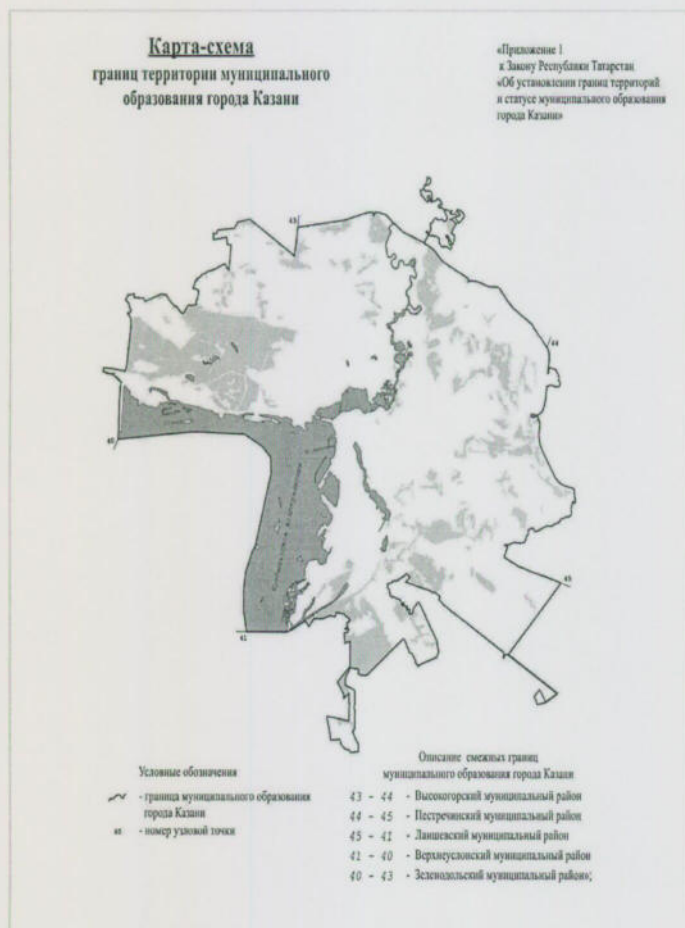 Карта-схема
границ территории муниципального
образования города Казани
«Приложение 1
к Закону Республики Татарстан
«Об установлении границ территорий
и статусе муниципального образования
города Казани»
43
44
40
45
41
Условные обозначения
- граница муниципального образования
города Казани
- номер узловой точки
Описание смежных границ
муниципального образования города Казани
43 - 44 - Высокогорский муниципальный район
44 - 45 - Пестречинский муниципальный район
45 - 41 - Лаишевский муниципальный район
41 - 40 - Верхнеуслонский муниципальный район
40 - 43 - Зеленодольский муниципальный район»;